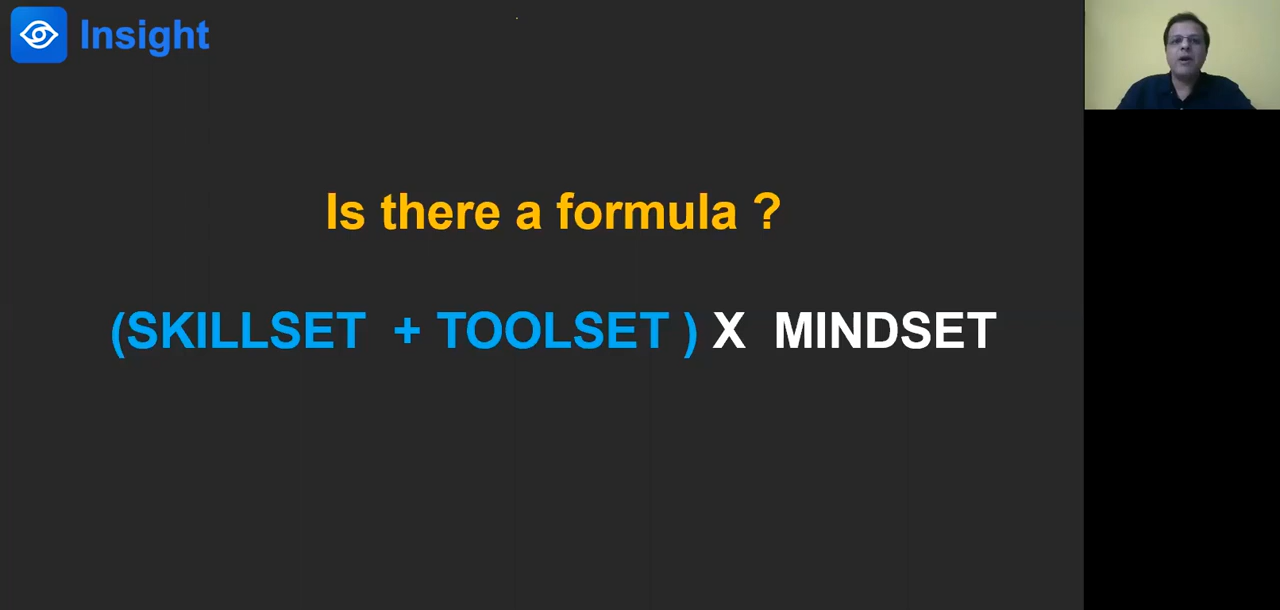 Insight
Is there a formula ?
(SKILLSET + TOOLSET ) X MINDSET